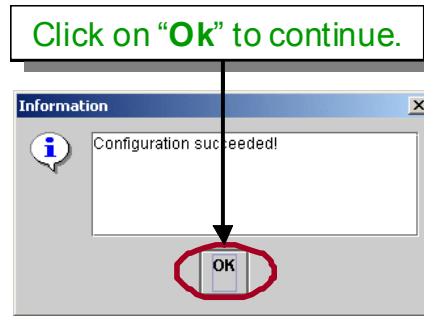 Click on “Ok” to continue.
Information
Configuration succeeded!
OK